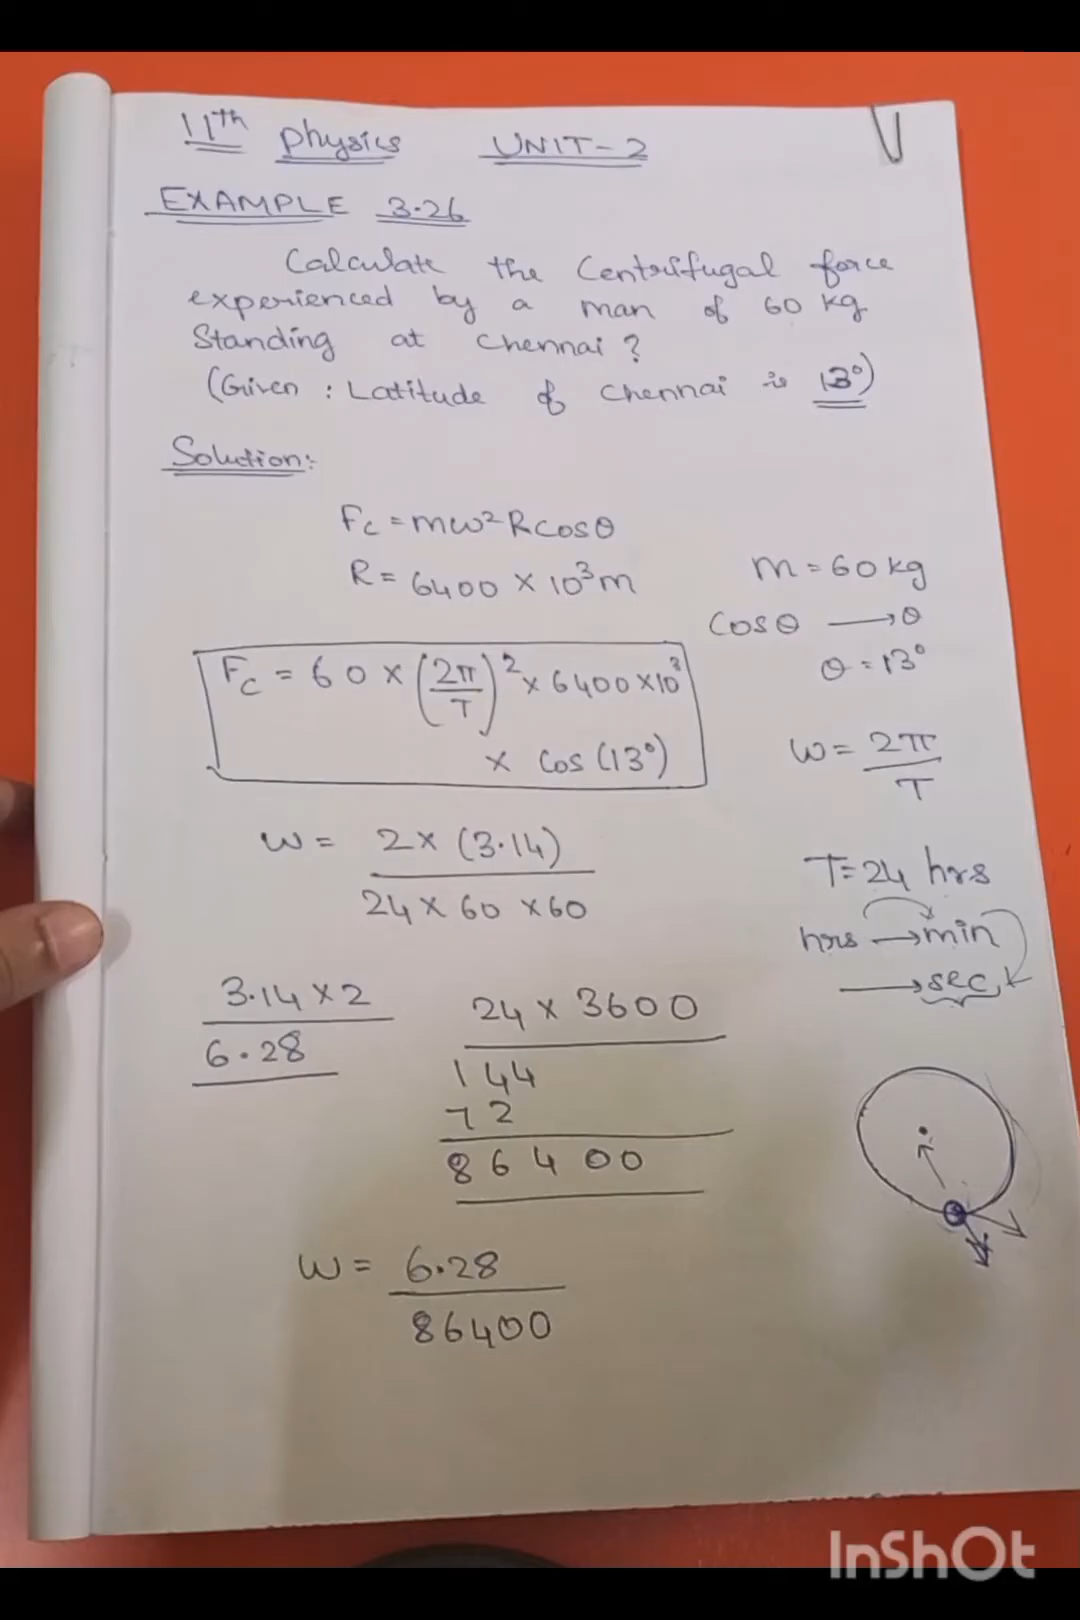 11th Physics UNIT-2
EXAMPLE 3.26
Calculate the Centrifugal force
experienced by a man of 60 kg
Standing at Chennai?
(Given : Latitude of Chennai is 13°)
Solution:-
Fc = mω² R cos θ
R = 6400 × 10³ m
m = 60 kg
Cos θ → θ
θ = 13°
Fc = 60 × (2π/T)² × 6400 × 10³
× Cos (13°)
ω = 2π/T
ω = 2 × (3.14)
24 × 60 × 60
T = 24 hrs
hrs → min
→ sec
3.14 × 2
6.28
24 × 3600
144
72
86400
ω = 6.28
86400
InShOt